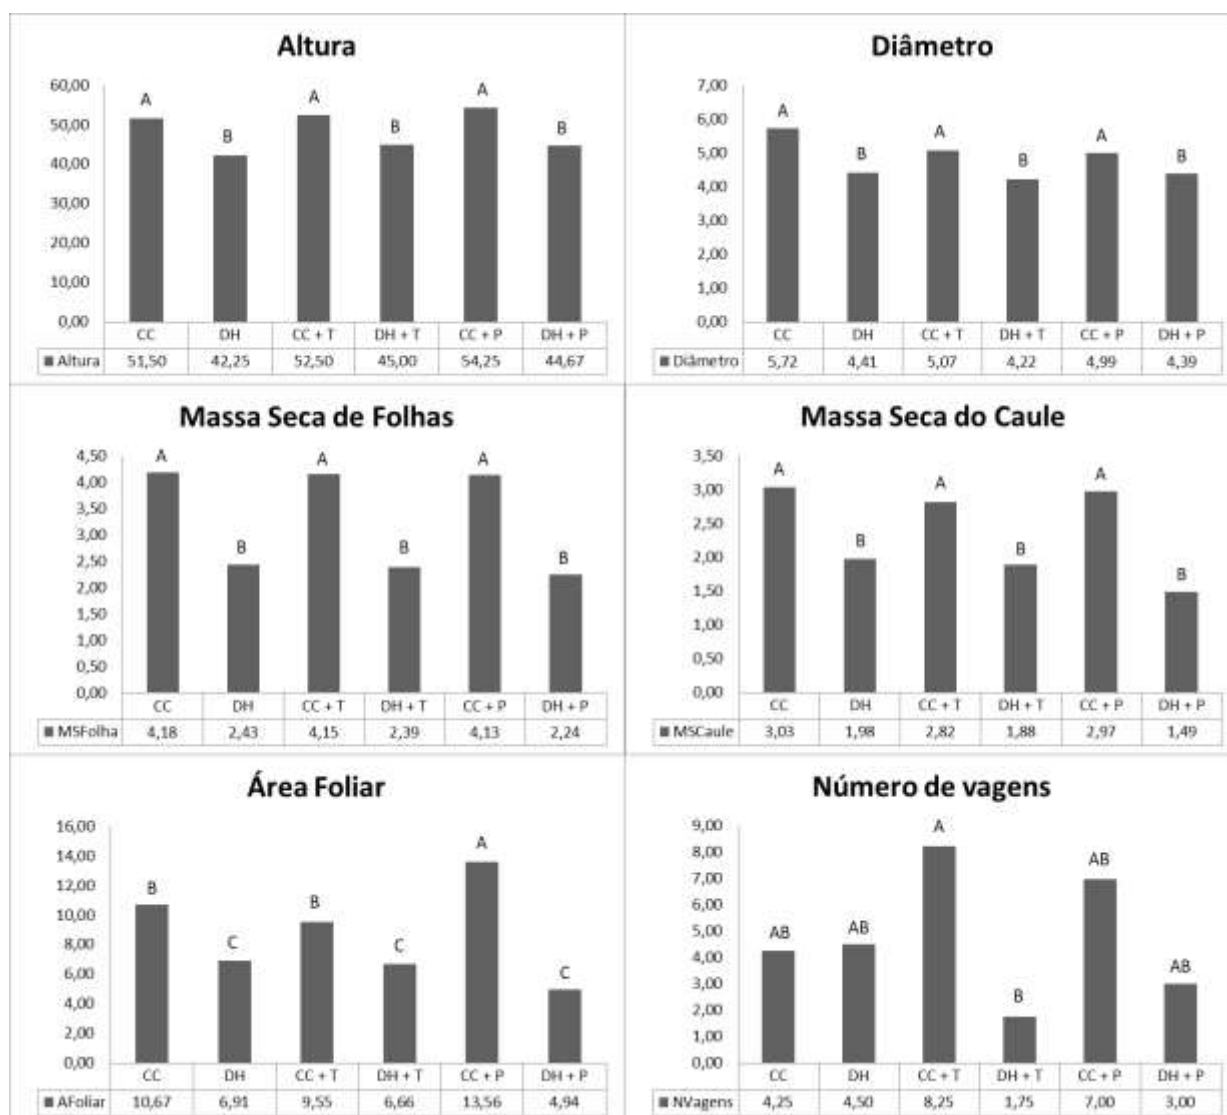 Altura
60,00
50,00
40,00
30,00
20,00
10,00
0,00
A B A B A B
CC DH CC + T DH + T CC + P DH + P
Altura 51,50 42,25 52,50 45,00 54,25 44,67
Diâmetro
7,00
6,00
5,00
4,00
3,00
2,00
1,00
0,00
A B A B A B
CC DH CC + T DH + T CC + P DH + P
Diâmetro 5,72 4,41 5,07 4,22 4,99 4,39
Massa Seca de Folhas
4,50
4,00
3,50
3,00
2,50
2,00
1,50
1,00
0,50
0,00
A B A B A B
CC DH CC + T DH + T CC + P DH + P
MSFolha 4,18 2,43 4,15 2,39 4,13 2,24
Massa Seca do Caule
3,50
3,00
2,50
2,00
1,50
1,00
0,50
0,00
A B A B A B
CC DH CC + T DH + T CC + P DH + P
MSCaule 3,03 1,98 2,82 1,88 2,97 1,49
Área Foliar
16,00
14,00
12,00
10,00
8,00
6,00
4,00
2,00
0,00
B C B C A C
CC DH CC + T DH + T CC + P DH + P
AFoliar 10,67 6,91 9,55 6,66 13,56 4,94
Número de vagens
9,00
8,00
7,00
6,00
5,00
4,00
3,00
2,00
1,00
0,00
AB AB A B AB AB
CC DH CC + T DH + T CC + P DH + P
NVagens 4,25 4,50 8,25 1,75 7,00 3,00